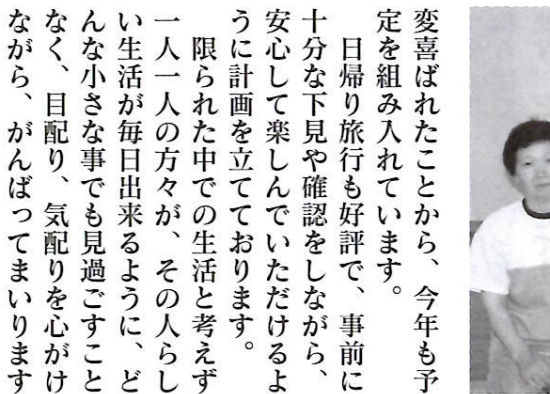 変喜ばれたことから、今年も予
定を組み入れています。
日帰り旅行も好評で、事前に
十分な下見や確認をしながら、
安心して楽しんでいただけるよ
うに計画を立てております。
限られた中での生活と考えず
一人一人の方々が、その人らし
い生活が毎日出来るように、ど
んな小さな事でも見過ごすこと
なく、目配り、気配りを心がけ
ながら、がんばってまいります